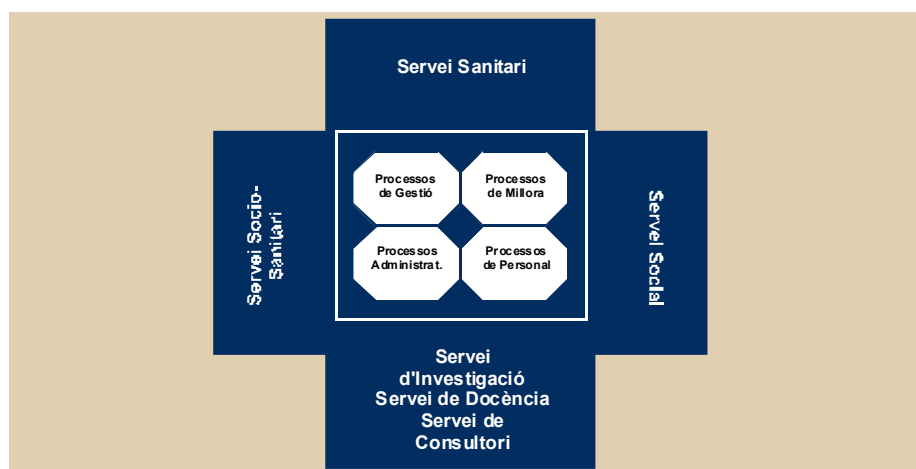 Servei Sanitari
Servei Socio-
Sanitari
Processos
de Gestió
Processos
de Millora
Processos
Administrat.
Processos
de Personal
Servei Social
Servei
d'Investigació
Servei de Docència
Servei de
Consultori